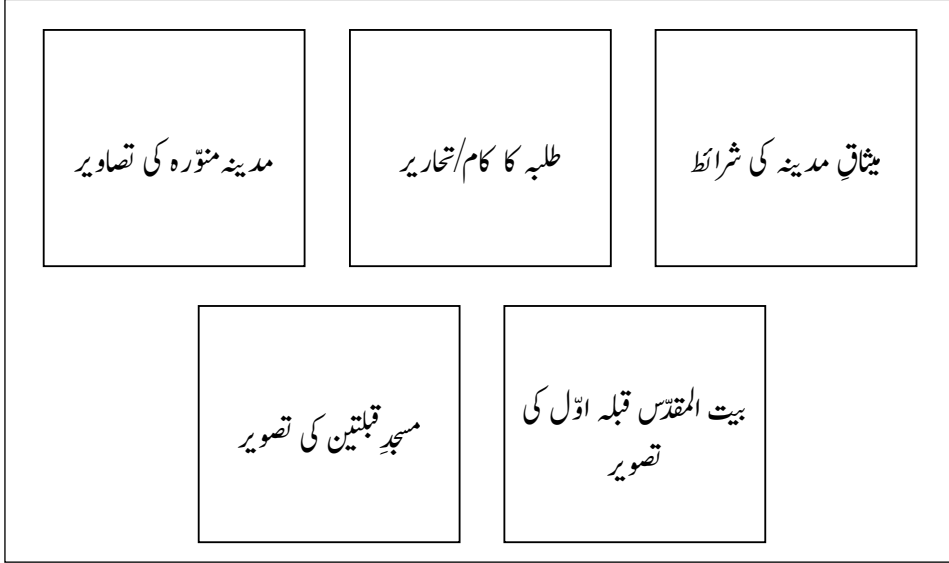 میثاقِ مدینہ کی شرائط
طلبہ کا کام/تحاریر
مدینہ منوّرہ کی تصاویر
بیت المقدّس قبلہ اوّل کی
تصویر
مسجدِ قبلتین کی تصویر